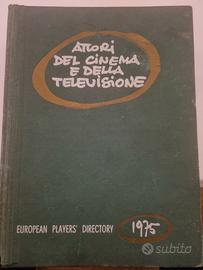 ATTORI
DEL CINEMA
E DELLA
TELEVISIONE
EUROPEAN PLAYERS' DIRECTORY 1975
subito